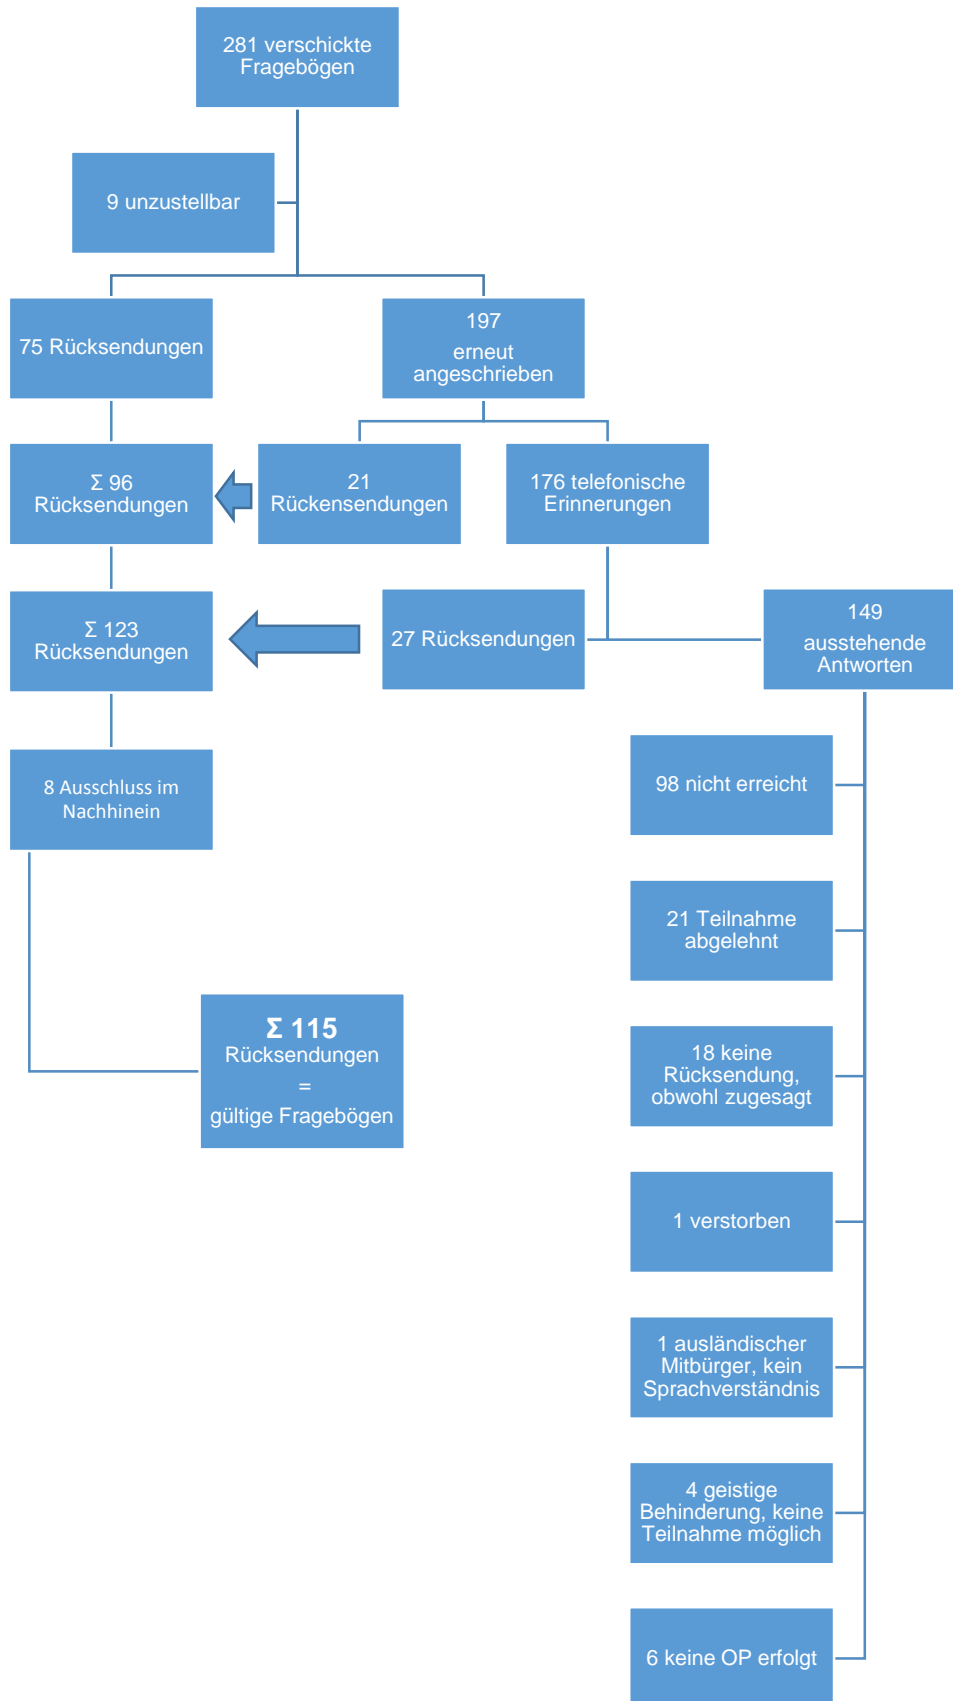 281 verschickte
Fragebögen
9 unzustellbar
75 Rücksendungen
197
erneut
angeschrieben
Σ 96
Rücksendungen
21
Rückensendungen
176 telefonische
Erinnerungen
Σ 123
Rücksendungen
27 Rücksendungen
149
ausstehende
Antworten
8 Ausschluss im
Nachhinein
98 nicht erreicht
21 Teilnahme
abgelehnt
Σ 115
Rücksendungen
=
gültige Fragebögen
18 keine
Rücksendung,
obwohl zugesagt
1 verstorben
1 ausländischer
Mitbürger, kein
Sprachverständnis
4 geistige
Behinderung, keine
Teilnahme möglich
6 keine OP erfolgt